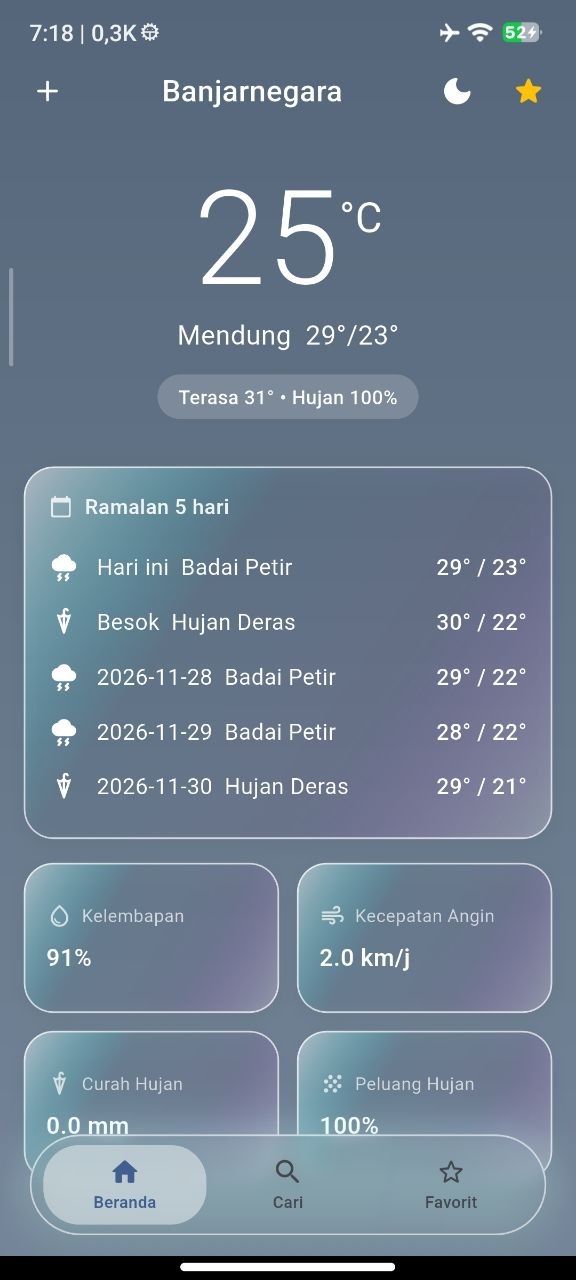 7:18 | 0,3K
52
Banjarnegara
25°C
Mendung 29°/23°
Terasa 31° • Hujan 100%
Ramalan 5 hari
Hari ini Badai Petir 29° / 23°
Besok Hujan Deras 30° / 22°
2026-11-28 Badai Petir 29° / 22°
2026-11-29 Badai Petir 28° / 22°
2026-11-30 Hujan Deras 29° / 21°
Kelembapan
91%
Kecepatan Angin
2.0 km/j
Curah Hujan
0.0 mm
Peluang Hujan
100%
Beranda
Cari
Favorit